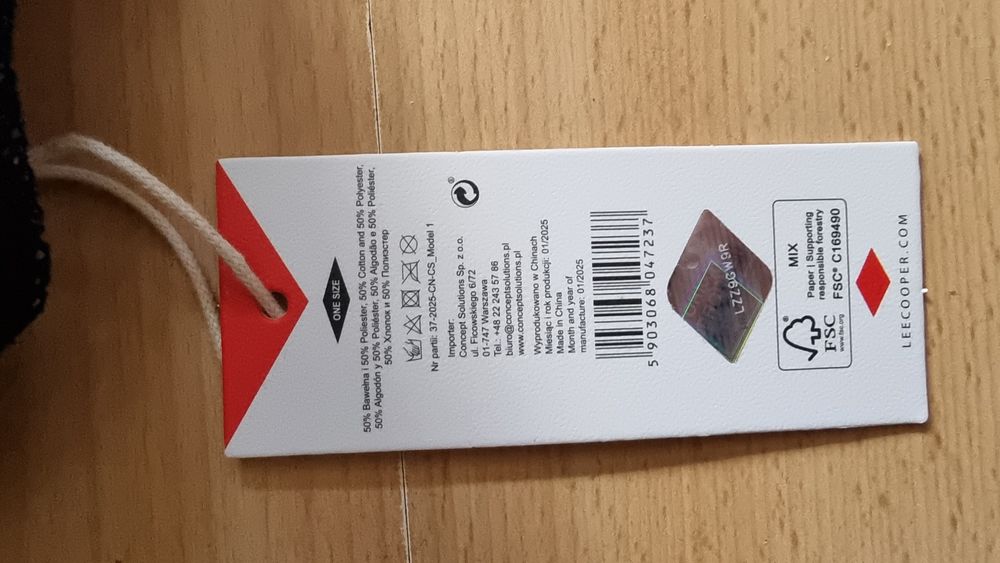 ONE SIZE
50% Bawełna i 50% Poliester, 50% Cotton and 50% Polyester,
50% Algodón y 50% Poliéster, 50% Algodão e 50% Poliéster,
50% Хлопок и 50% Полиэстер
Nr partii: 37-2025-CN-CS_Model 1
Importer:
Concept Solutions Sp. z o.o.
ul. Ficowskiego 6/72
01-747 Warszawa
Tel.: +48 22 243 57 86
biuro@conceptsolutions.pl
www.conceptsolutions.pl
Wyprodukowano w Chinach
Miesiąc i rok produkcji: 01/2025
Made in China
Month and year of
manufacture: 01/2025
5 903068 047237
LZZ9GW9R
FSC
www.fsc.org
MIX
Paper | Supporting
responsible forestry
FSC® C169490
LEECOOPER.COM